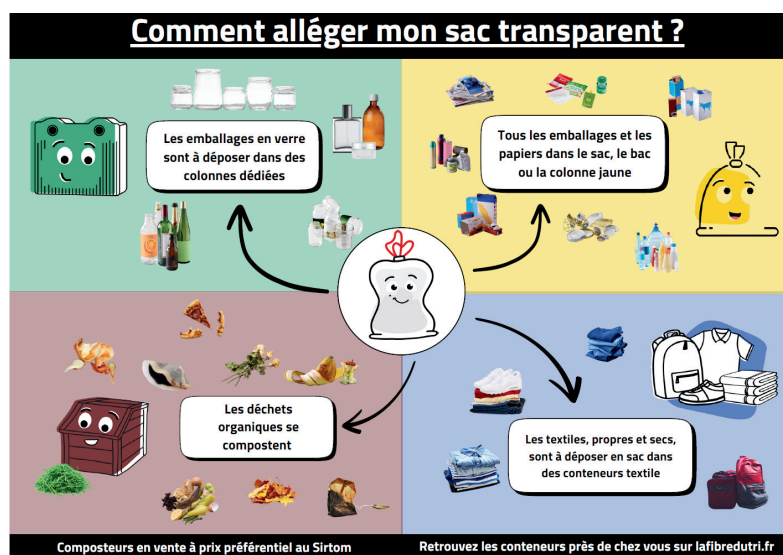 Comment alléger mon sac transparent ?
Les emballages en verre
sont à déposer dans des
colonnes dédiées
Tous les emballages et les
papiers dans le sac, le bac
ou la colonne jaune
Les déchets
organiques se
compostent
Les textiles, propres et secs,
sont à déposer en sac dans
des conteneurs textile
Composteurs en vente à prix préférentiel au Sirtom
Retrouvez les conteneurs près de chez vous sur lafibredutri.fr